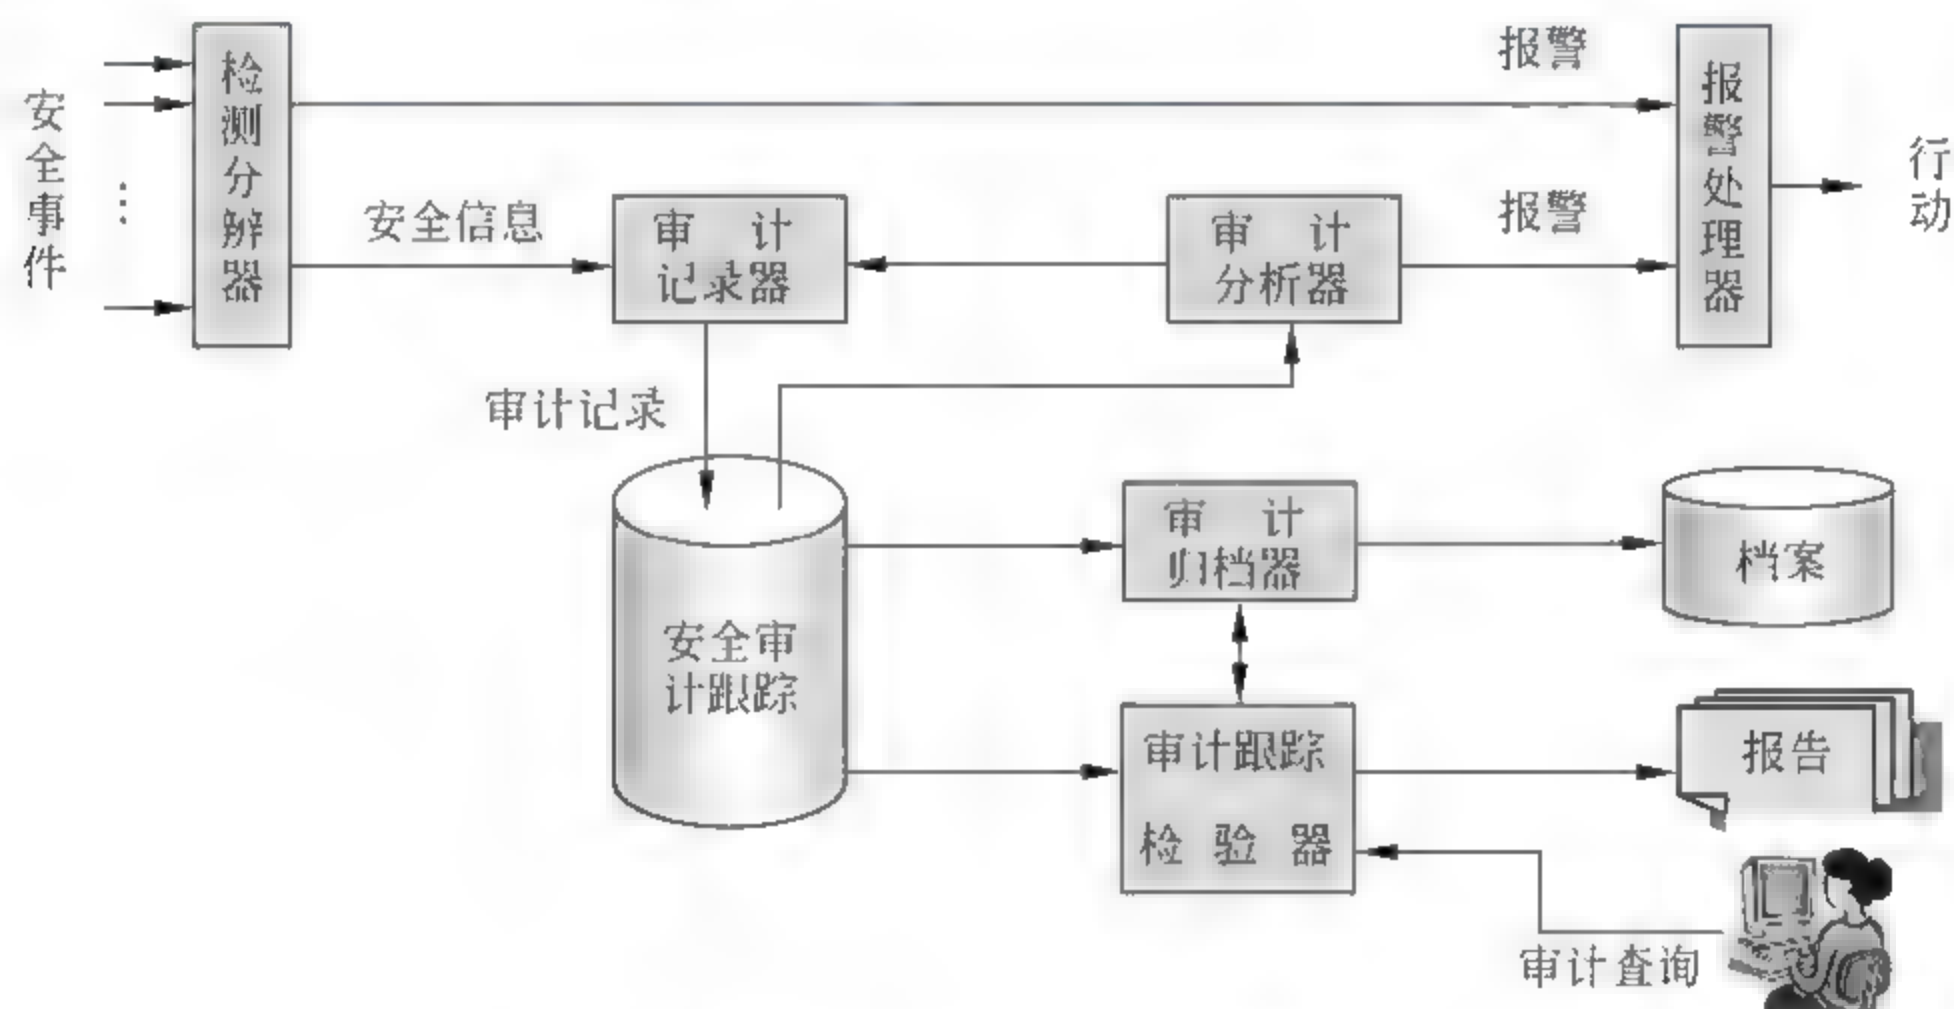 安全事件
检测分辨器
报警
报警处理器
行动
安全信息
审计
记录器
审计
分析器
报警
审计记录
安全审
计跟踪
审计
归档器
档案
审计跟踪
检验器
报告
审计查询